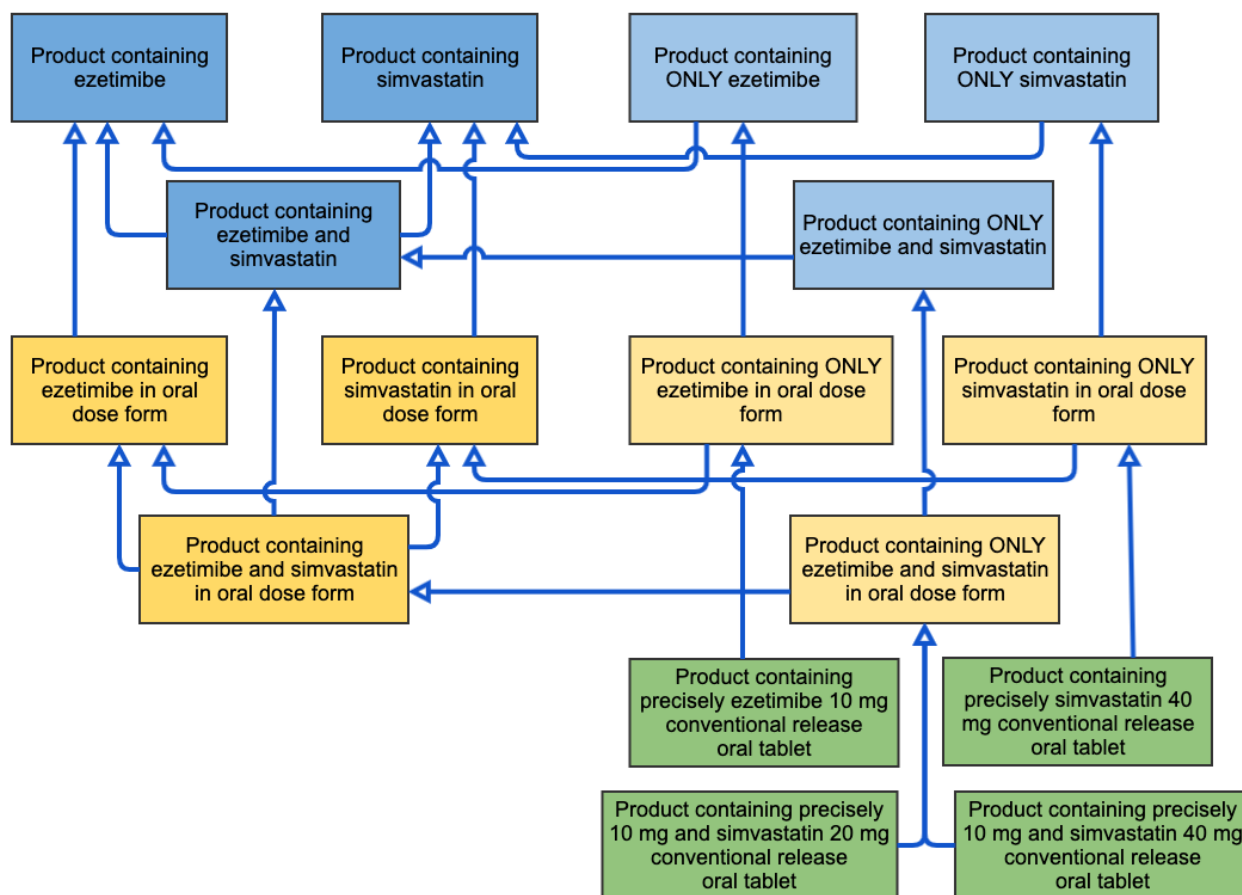 Product containing
ezetimibe
Product containing
simvastatin
Product containing
ONLY ezetimibe
Product containing
ONLY simvastatin
Product containing
ezetimibe and
simvastatin
Product containing ONLY
ezetimibe and simvastatin
Product containing
ezetimibe in oral
dose form
Product containing
simvastatin in oral
dose form
Product containing ONLY
ezetimibe in oral dose
form
Product containing ONLY
simvastatin in oral dose
form
Product containing
ezetimibe and simvastatin
in oral dose form
Product containing ONLY
ezetimibe and simvastatin
in oral dose form
Product containing
precisely ezetimibe 10 mg
conventional release
oral tablet
Product containing
precisely simvastatin 40
mg conventional release
oral tablet
Product containing precisely
10 mg and simvastatin 20 mg
conventional release
oral tablet
Product containing precisely
10 mg and simvastatin 40 mg
conventional release
oral tablet